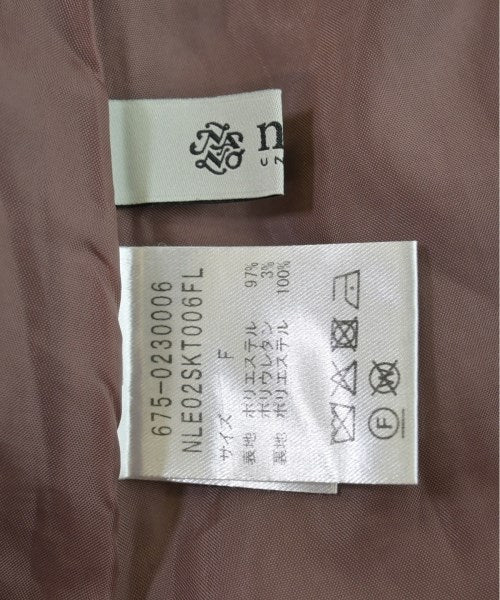 n
675-0230006
NLE02SKT006FL
サイズ F
表地 ポリエステル 97%
ポリウレタン 3%
裏地 ポリエステル 100%
F
W